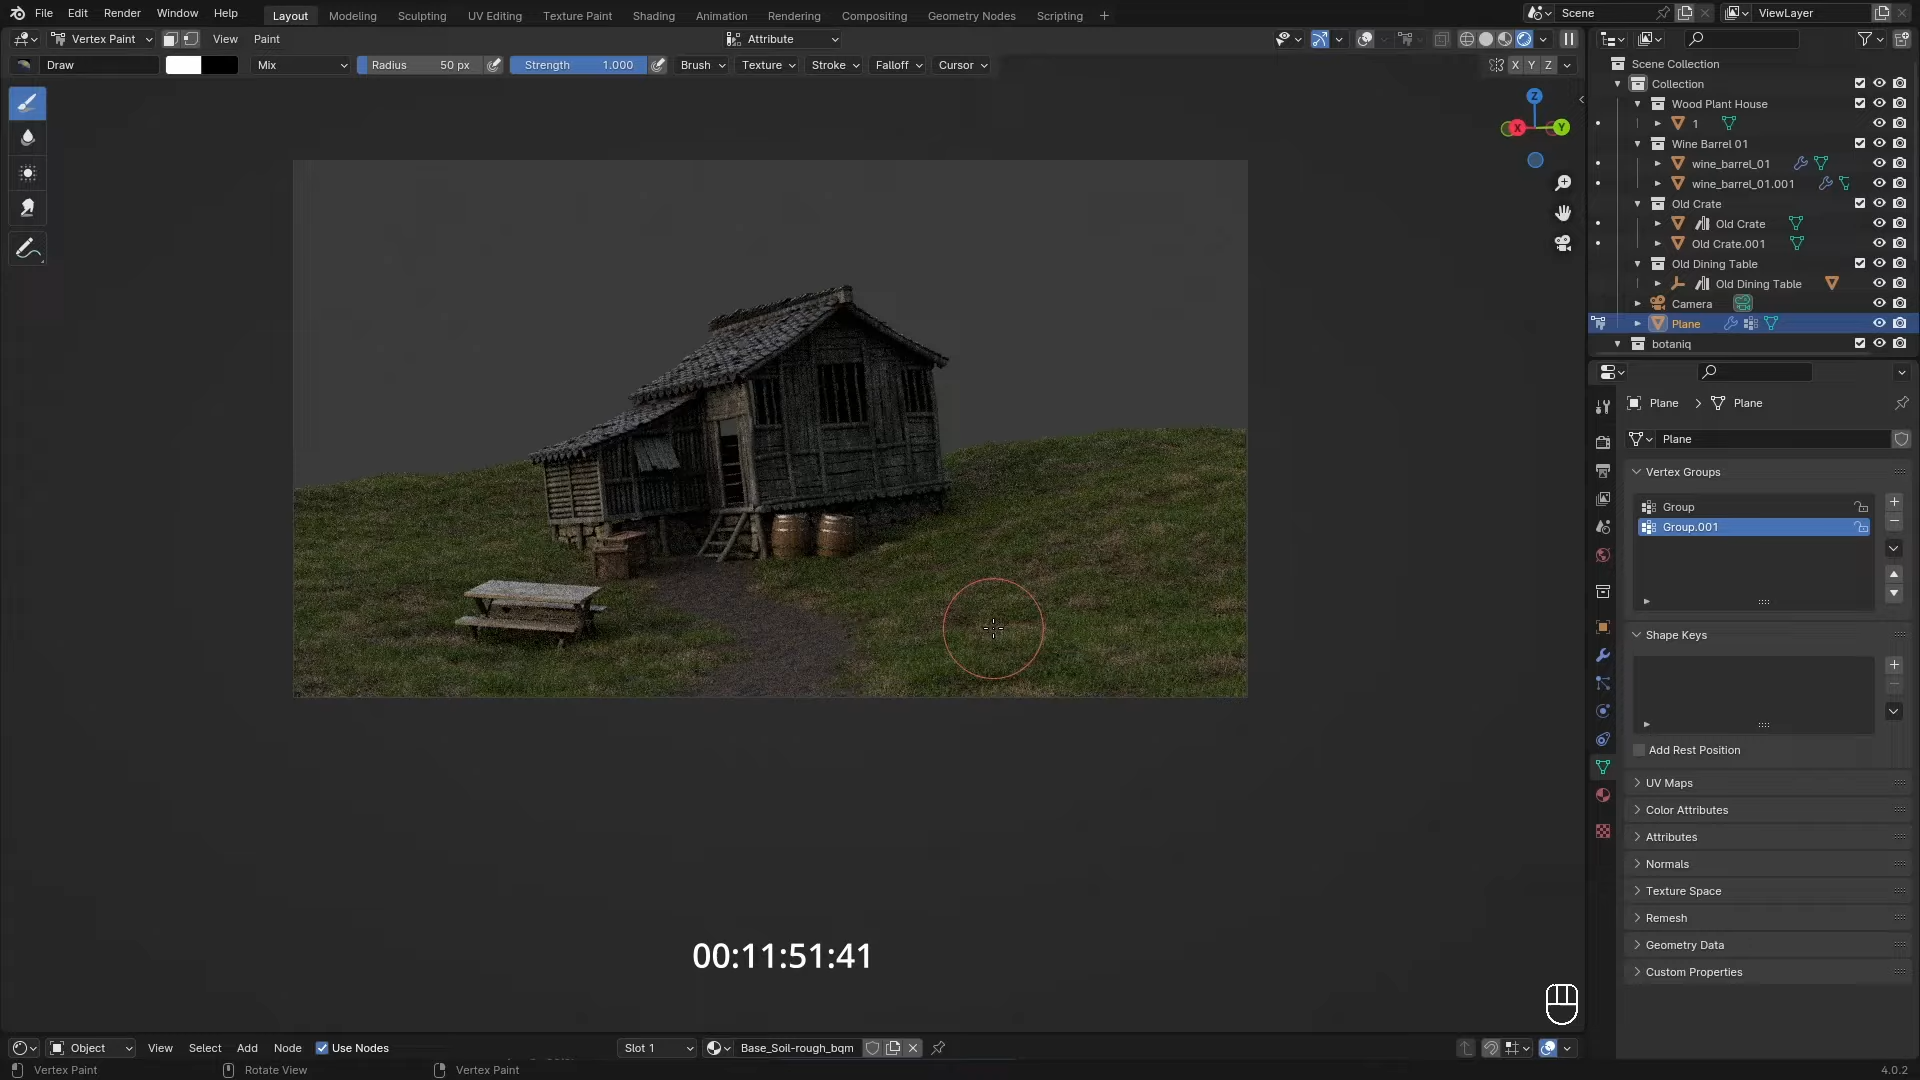 File Edit Render Window Help Layout Modeling Sculpting UV Editing Texture Paint Shading Animation Rendering Compositing Geometry Nodes Scripting + Scene ViewLayer
Vertex Paint View Paint Attribute
Draw Mix Radius 50 px Strength 1.000 Brush Texture Stroke Falloff Cursor X Y Z
Scene Collection
Collection
Wood Plant House
1
Wine Barrel 01
wine_barrel_01
wine_barrel_01.001
Old Crate
Old Crate
Old Crate.001
Old Dining Table
Old Dining Table
Camera
Plane
botaniq
Z
X
Y
Plane > Plane
Plane
Vertex Groups
Group
Group.001
Shape Keys
Add Rest Position
UV Maps
Color Attributes
Attributes
Normals
Texture Space
Remesh
Geometry Data
Custom Properties
00:11:51:41
Object View Select Add Node Use Nodes Slot 1 Base_Soil-rough_bqm
Vertex Paint Rotate View Vertex Paint 4.0.2